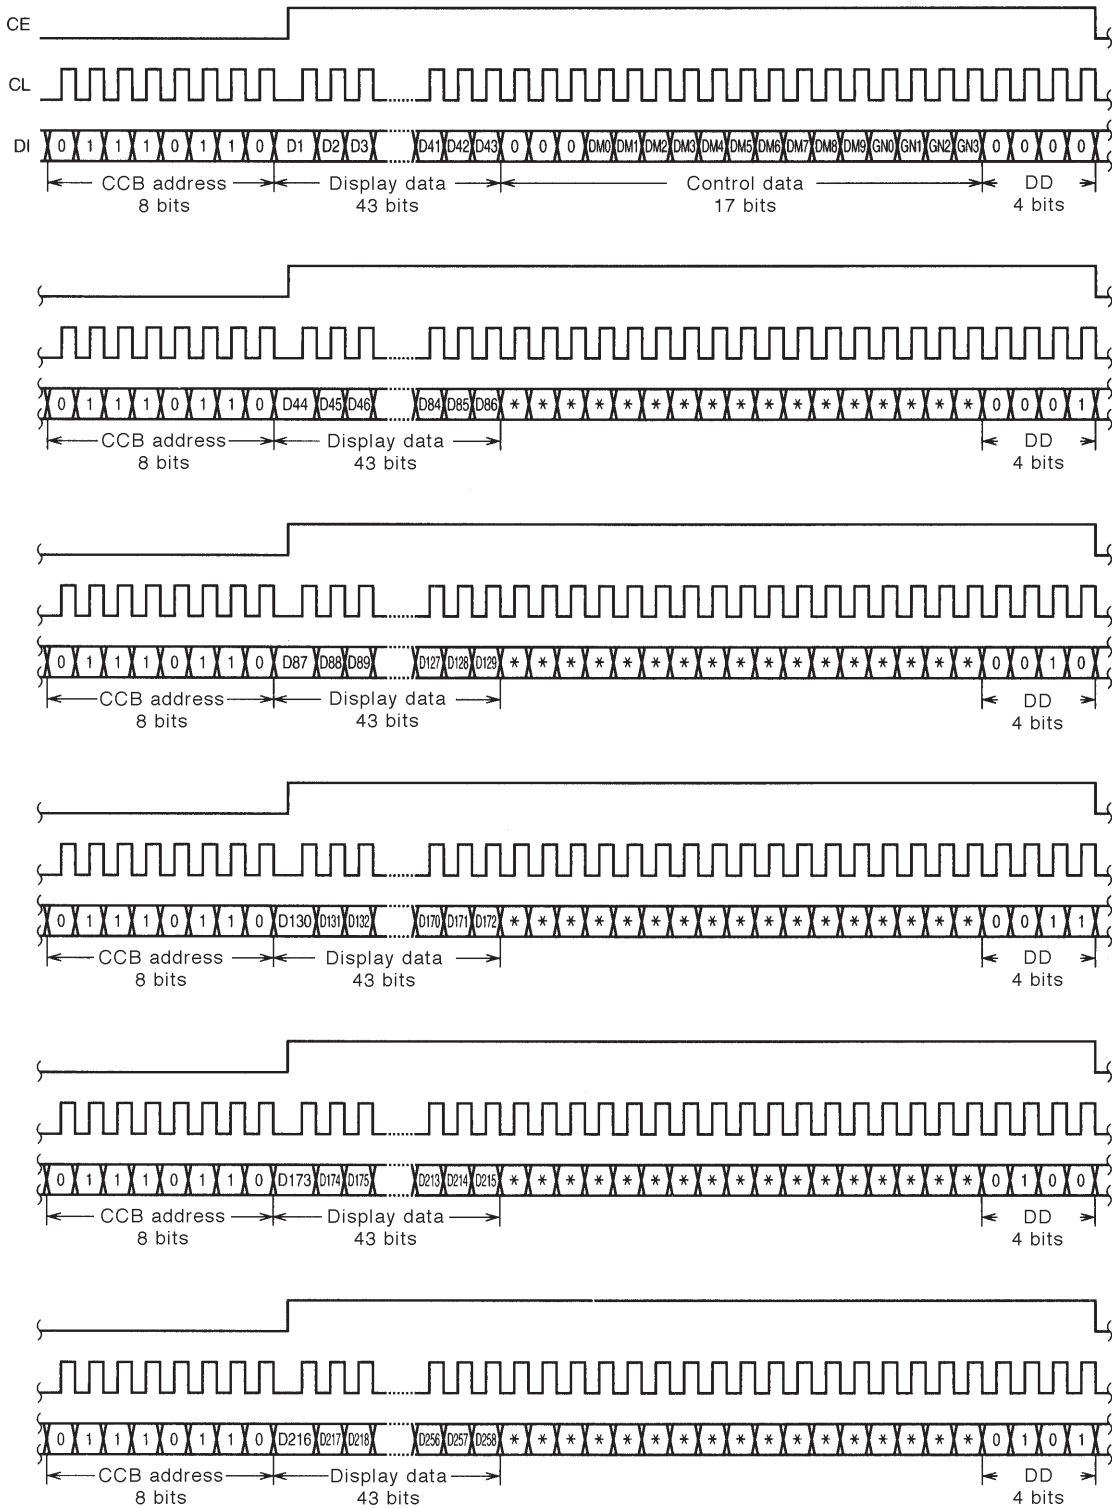 CE
CL
DI 0 1 1 1 0 1 1 0 D1 D2 D3 D41 D42 D43 0 0 0 DM0 DM1 DM2 DM3 DM4 DM5 DM6 DM7 DM8 DM9 GN0 GN1 GN2 GN3 0 0 0 0
CCB address Display data Control data DD
8 bits 43 bits 17 bits 4 bits
0 1 1 1 0 1 1 0 D44 D45 D46 D84 D85 D86 * * * * * * * * * * * * * * * * * 0 0 0 1
CCB address Display data DD
8 bits 43 bits 4 bits
0 1 1 1 0 1 1 0 D87 D88 D89 D127 D128 D129 * * * * * * * * * * * * * * * * * 0 0 1 0
CCB address Display data DD
8 bits 43 bits 4 bits
0 1 1 1 0 1 1 0 D130 D131 D132 D170 D171 D172 * * * * * * * * * * * * * * * * * 0 0 1 1
CCB address Display data DD
8 bits 43 bits 4 bits
0 1 1 1 0 1 1 0 D173 D174 D175 D213 D214 D215 * * * * * * * * * * * * * * * * * 0 1 0 0
CCB address Display data DD
8 bits 43 bits 4 bits
0 1 1 1 0 1 1 0 D216 D217 D218 D256 D257 D258 * * * * * * * * * * * * * * * * * 0 1 0 1
CCB address Display data DD
8 bits 43 bits 4 bits